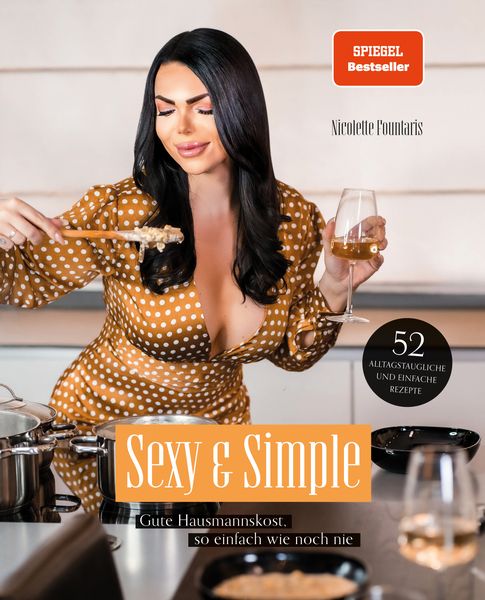 SPIEGEL
Bestseller
Nicolette Fountaris
52
ALLTAGSTAUGLICHE
UND EINFACHE
REZEPTE
Sexy & Simple
Gute Hausmannskost,
so einfach wie noch nie